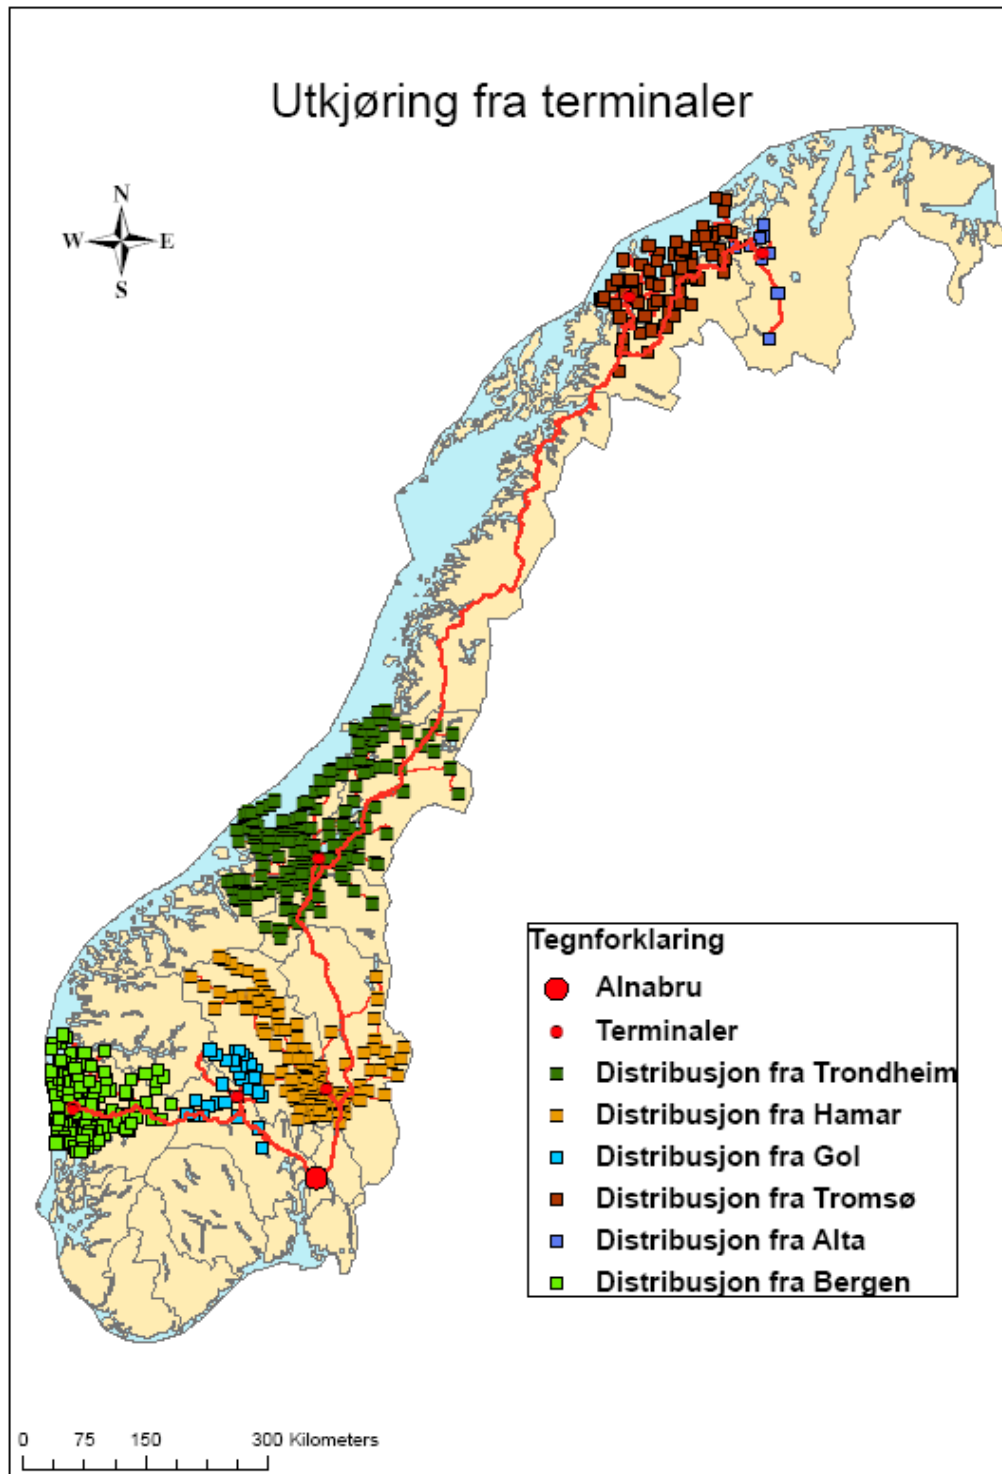 Utkjøring fra terminaler
N
W E
S
Tegnforklaring
Alnabru
Terminaler
Distribusjon fra Trondheim
Distribusjon fra Hamar
Distribusjon fra Gol
Distribusjon fra Tromsø
Distribusjon fra Alta
Distribusjon fra Bergen
0 75 150 300 Kilometers